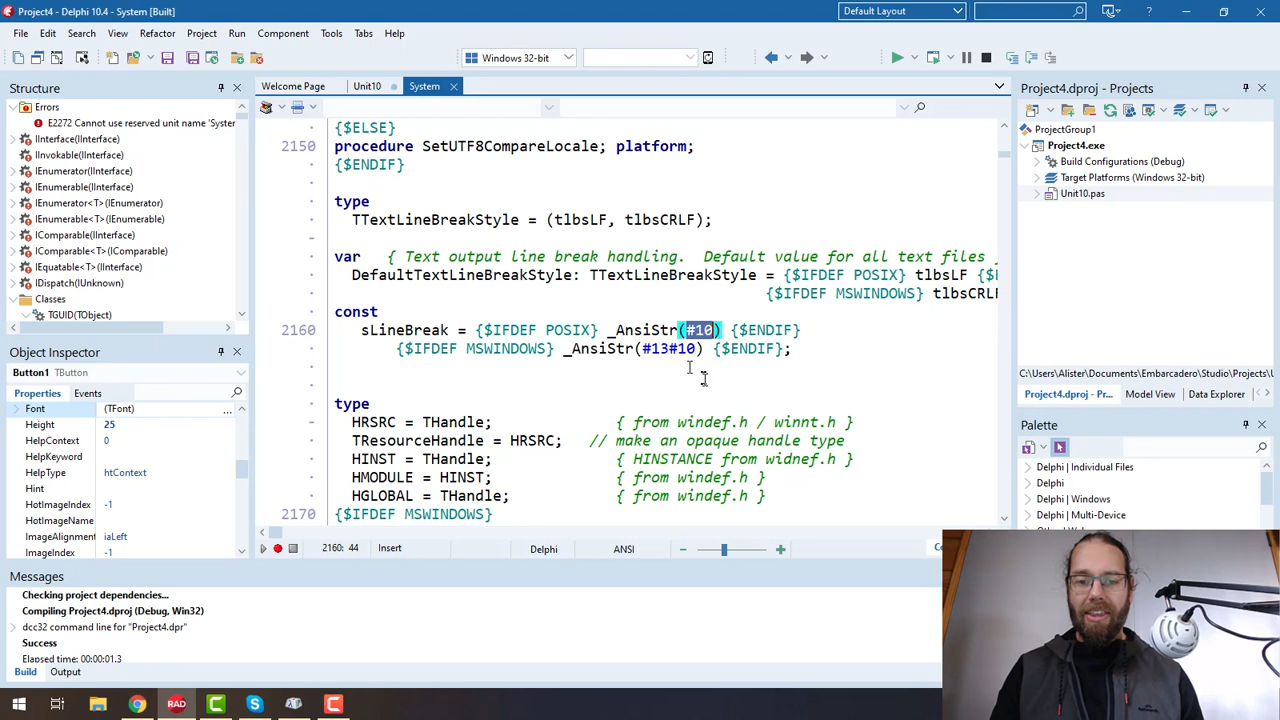 Project4 - Delphi 10.4 - System [Built]
Default Layout
File Edit Search View Refactor Project Run Component Tools Tabs Help
Windows 32-bit
Structure
Errors
E2272 Cannot use reserved unit name 'System
IInterface(IInterface)
IInvokable(IInterface)
IEnumerator(IInterface)
IEnumerable(IInterface)
IEnumerator<T>(IEnumerator)
IEnumerable<T>(IEnumerable)
IComparable(IInterface)
IComparable<T>(IComparable)
IEquatable<T>(IInterface)
IDispatch(IUnknown)
Classes
TGUID(TObject)
Object Inspector
Button1 TButton
Properties Events
Font (TFont)
Height 25
HelpContext 0
HelpKeyword
HelpType htContext
Hint
HotImageIndex -1
HotImageName
ImageAlignment iaLeft
ImageIndex -1
Welcome Page Unit10 System
{$ELSE}
2150 procedure SetUTF8CompareLocale; platform;
{$ENDIF}
type
TTextLineBreakStyle = (tlbsLF, tlbsCRLF);
var { Text output line break handling. Default value for all text files }
DefaultTextLineBreakStyle: TTextLineBreakStyle = {$IFDEF POSIX} tlbsLF {$E
{$IFDEF MSWINDOWS} tlbsCRLF
const
2160 sLineBreak = {$IFDEF POSIX} _AnsiStr(#10) {$ENDIF}
{$IFDEF MSWINDOWS} _AnsiStr(#13#10) {$ENDIF};
type
HRSRC = THandle; { from windef.h / winnt.h }
TResourceHandle = HRSRC; // make an opaque handle type
HINST = THandle; { HINSTANCE from widnef.h }
HMODULE = HINST; { from windef.h }
HGLOBAL = THandle; { from windef.h }
2170 {$IFDEF MSWINDOWS}
2160: 44 Insert Delphi ANSI
Project4.dproj - Projects
ProjectGroup1
Project4.exe
Build Configurations (Debug)
Target Platforms (Windows 32-bit)
Unit10.pas
C:\Users\Alister\Documents\Embarcadero\Studio\Projects\U
Project4.dproj - Pr... Model View Data Explorer
Palette
Delphi | Individual Files
Delphi
Delphi | Windows
Delphi | Multi-Device
Messages
Checking project dependencies...
Compiling Project4.dproj (Debug, Win32)
dcc32 command line for "Project4.dpr"
Success
Elapsed time: 00:00:01.3
Build Output
RAD